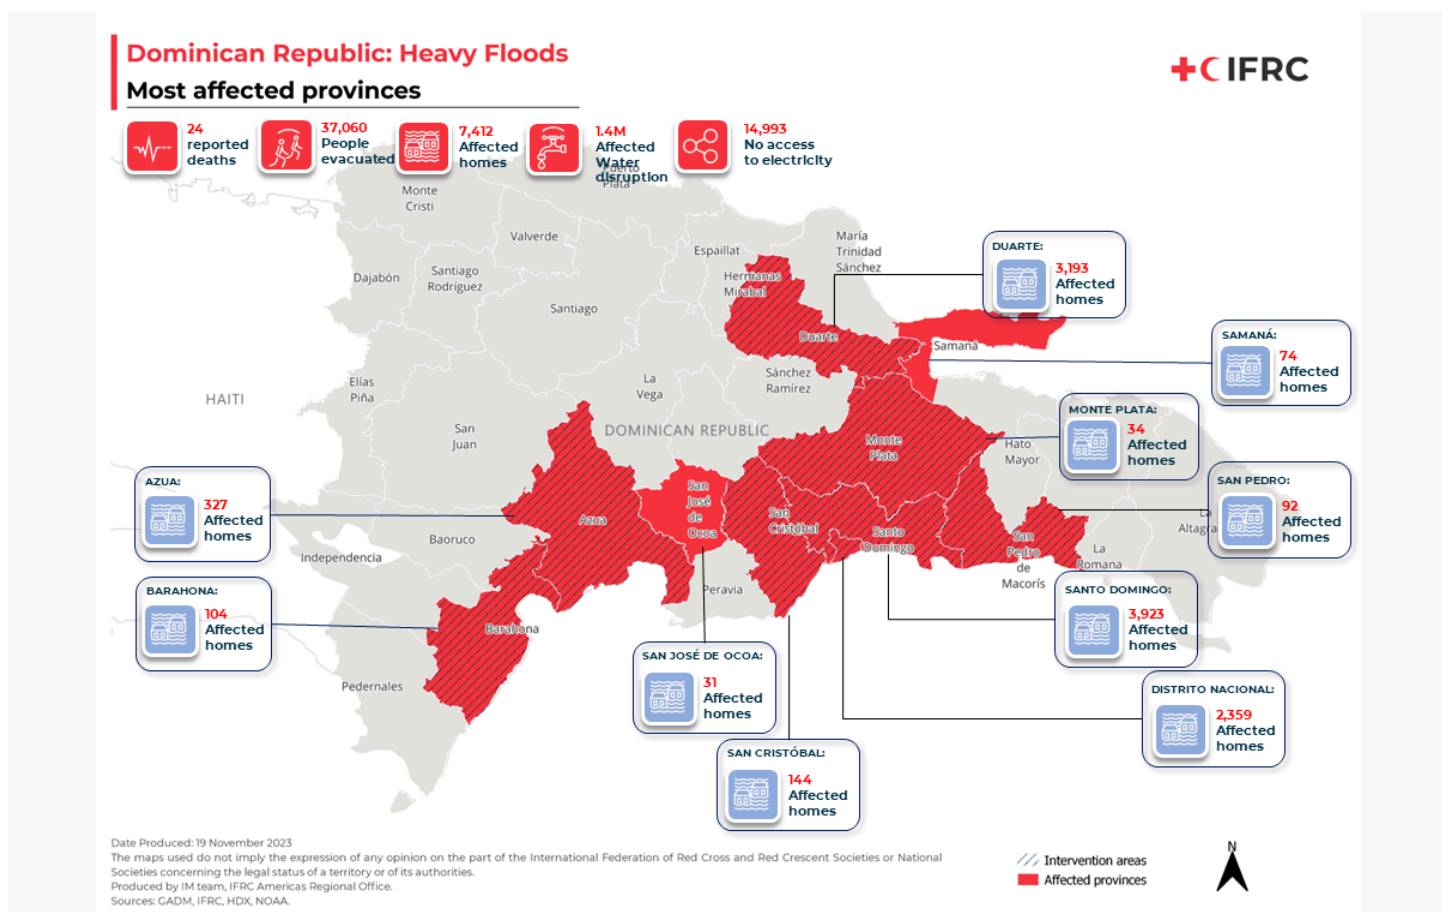 Dominican Republic: Heavy Floods
Most affected provinces
IFRC
24
reported
deaths
37,060
People
evacuated
7,412
Affected
homes
1.4M
Affected
Water
disruption
14,993
No access
to electricity
Puerto
Plata
Monte
Cristi
Valverde
Espaillat
María
Trinidad
Sánchez
Dajabón
Santiago
Rodríguez
Hermanas
Mirabal
Santiago
Duarte
Samaná
DUARTE:
3,193
Affected
homes
SAMANÁ:
74
Affected
homes
Elías
Piña
La
Vega
Sánchez
Ramírez
HAITI
DOMINICAN REPUBLIC
San
Juan
Monte
Plata
Hato
Mayor
MONTE PLATA:
34
Affected
homes
AZUA:
327
Affected
homes
San
José
de
Ocoa
Azua
San
Cristóbal
Santo
Domingo
San
Pedro
de
Macorís
La
Romana
La
Altagra
SAN PEDRO:
92
Affected
homes
Baoruco
Independencia
Peravia
BARAHONA:
104
Affected
homes
Barahona
Pedernales
SANTO DOMINGO:
3,923
Affected
homes
SAN JOSÉ DE OCOA:
31
Affected
homes
DISTRITO NACIONAL:
2,359
Affected
homes
SAN CRISTÓBAL:
144
Affected
homes
Date Produced: 19 November 2023
The maps used do not imply the expression of any opinion on the part of the International Federation of Red Cross and Red Crescent Societies or National
Societies concerning the legal status of a territory or of its authorities.
Produced by IM team, IFRC Americas Regional Office.
Sources: GADM, IFRC, HDX, NOAA.
Intervention areas
Affected provinces
N